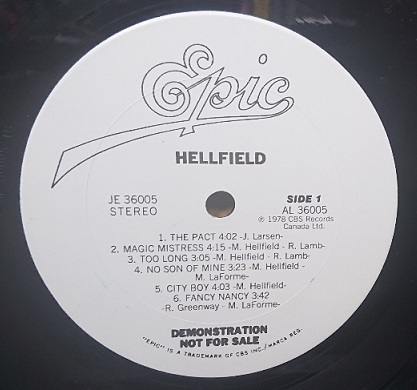 Epic
HELLFIELD
JE 36005
STEREO
SIDE 1
AL 36005
℗ 1978 CBS Records
Canada Ltd.
1. THE PACT 4:02 -J. Larsen-
2. MAGIC MISTRESS 4:15 -M. Hellfield - R. Lamb-
3. TOO LONG 3:05 -M. Hellfield - R. Lamb-
4. NO SON OF MINE 3:23 -M. Hellfield -
M. LaForme-
5. CITY BOY 4:03 -M. Hellfield-
6. FANCY NANCY 3:42
-R. Greenway - M. LaForme-
DEMONSTRATION
NOT FOR SALE
"EPIC" IS A TRADEMARK OF CBS INC./MARCA REG.